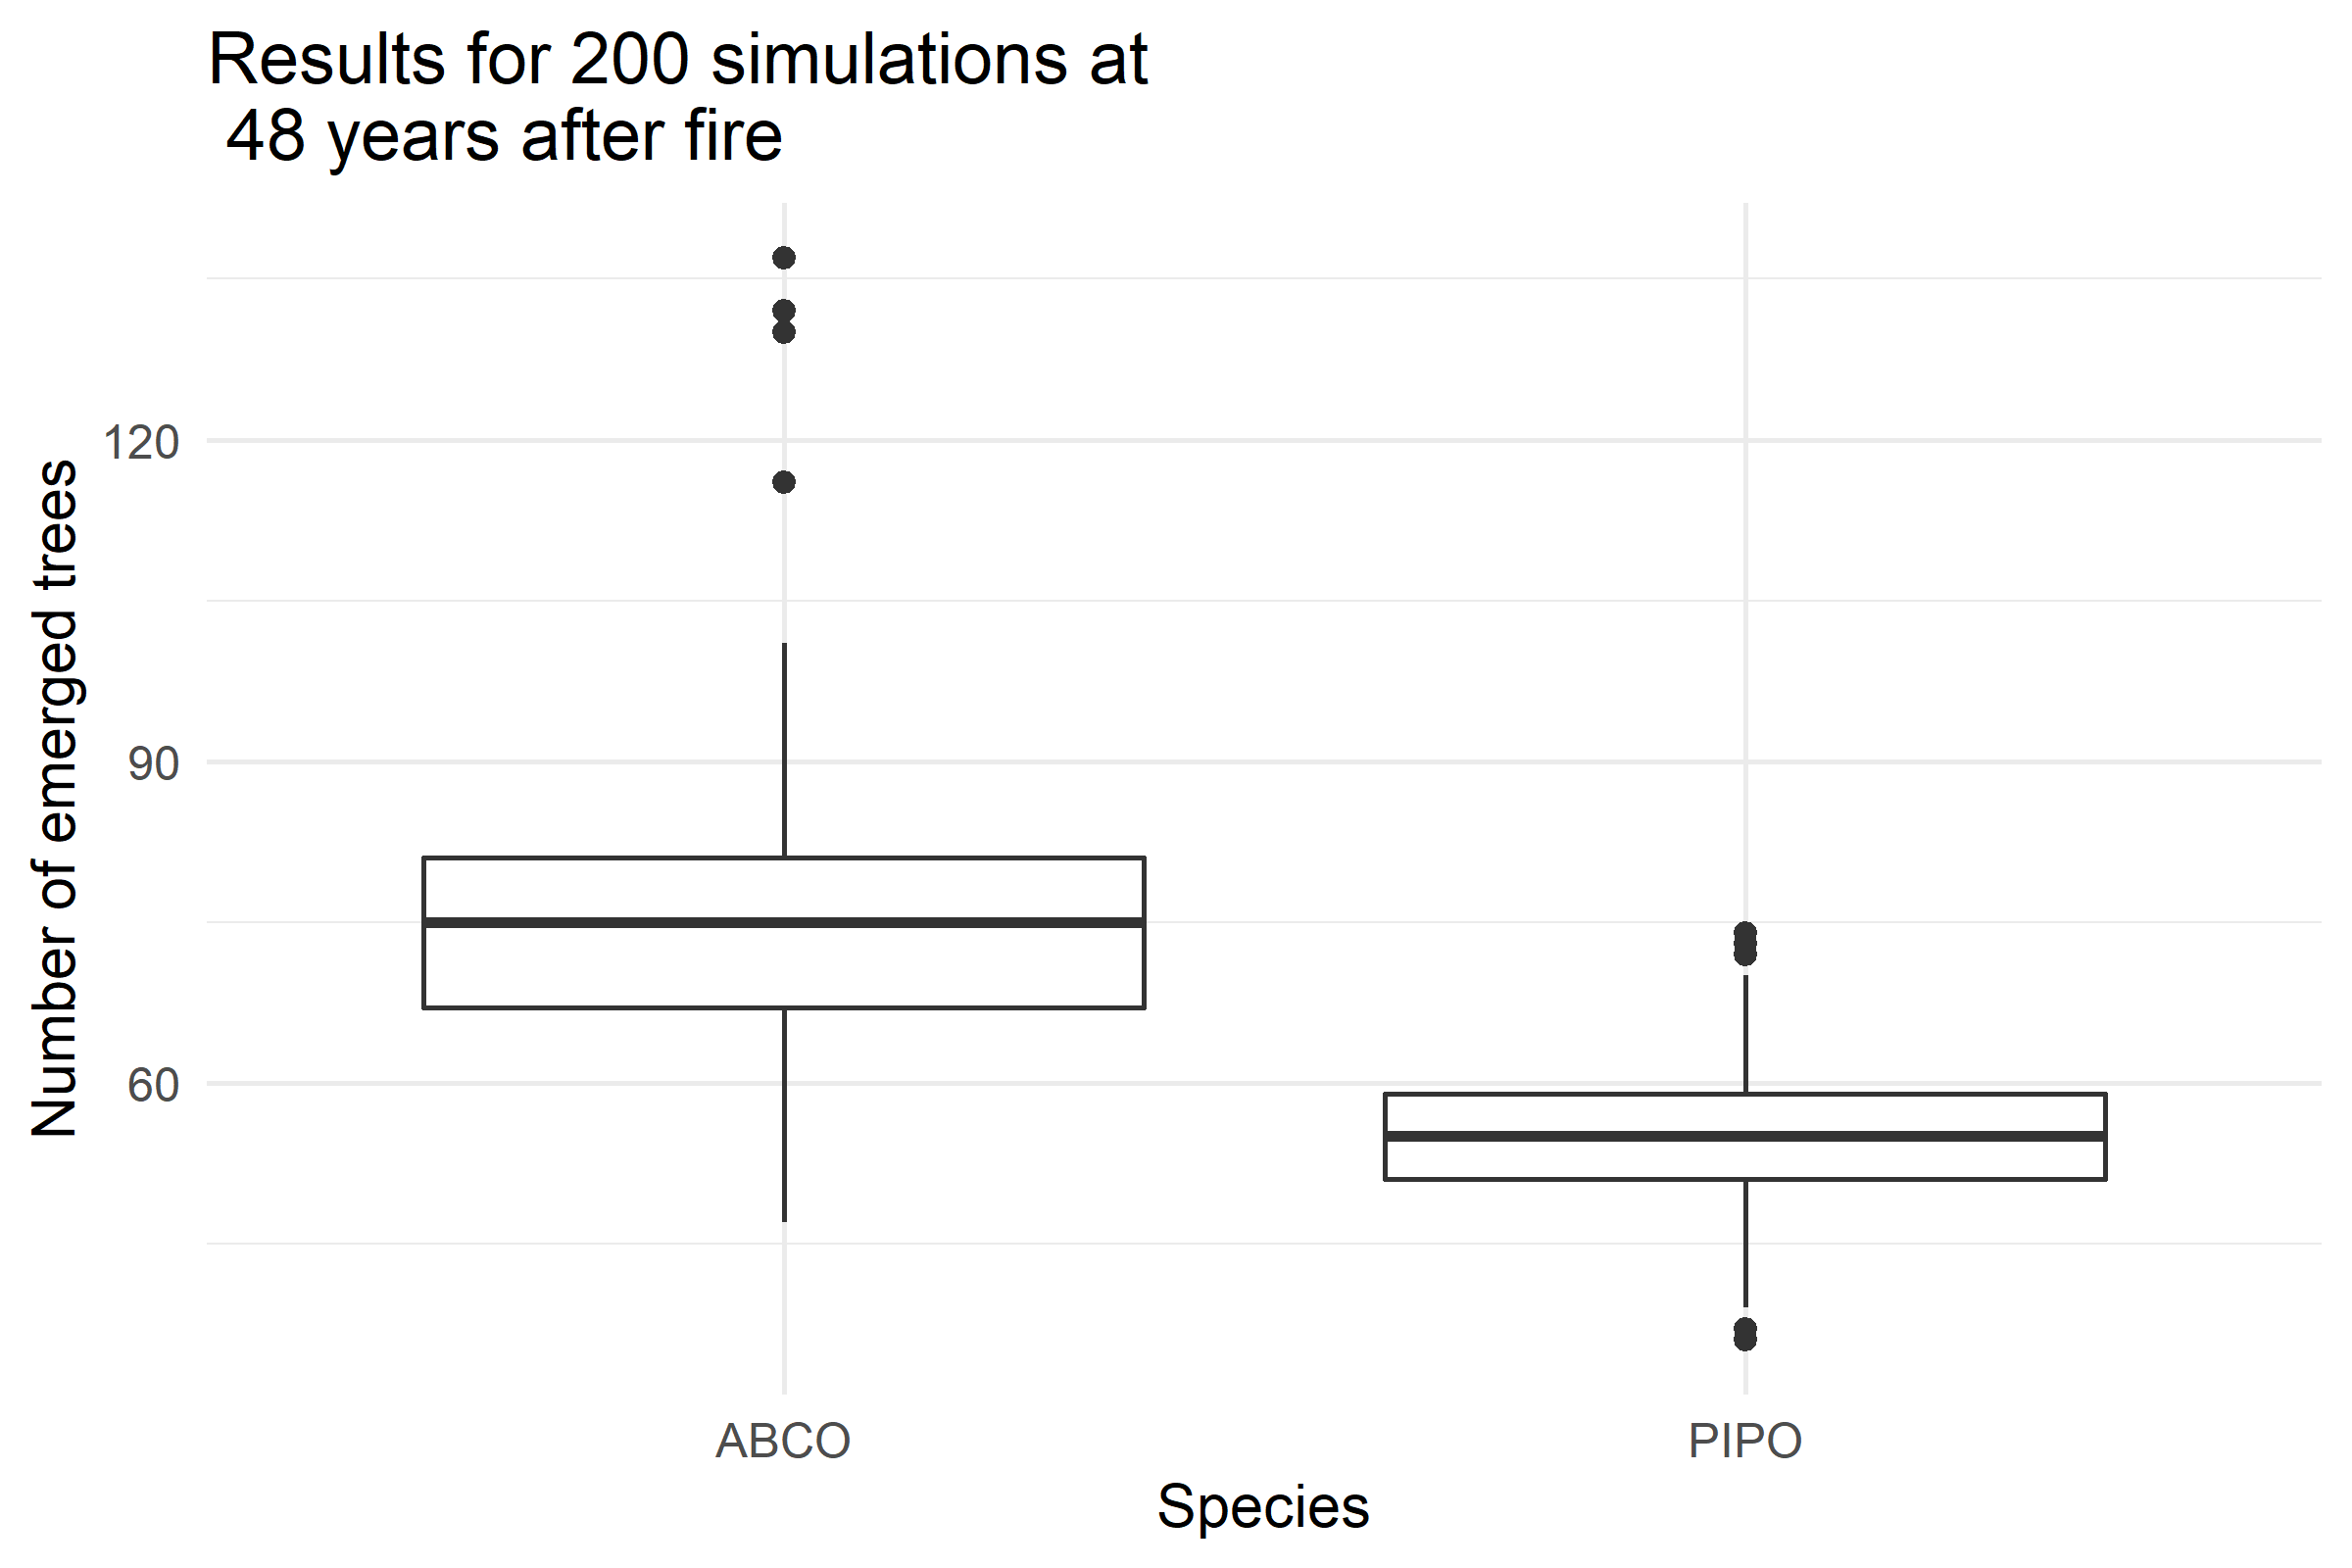 Results for 200 simulations at
48 years after fire
Number of emerged trees
120
90
60
ABCO
PIPO
Species